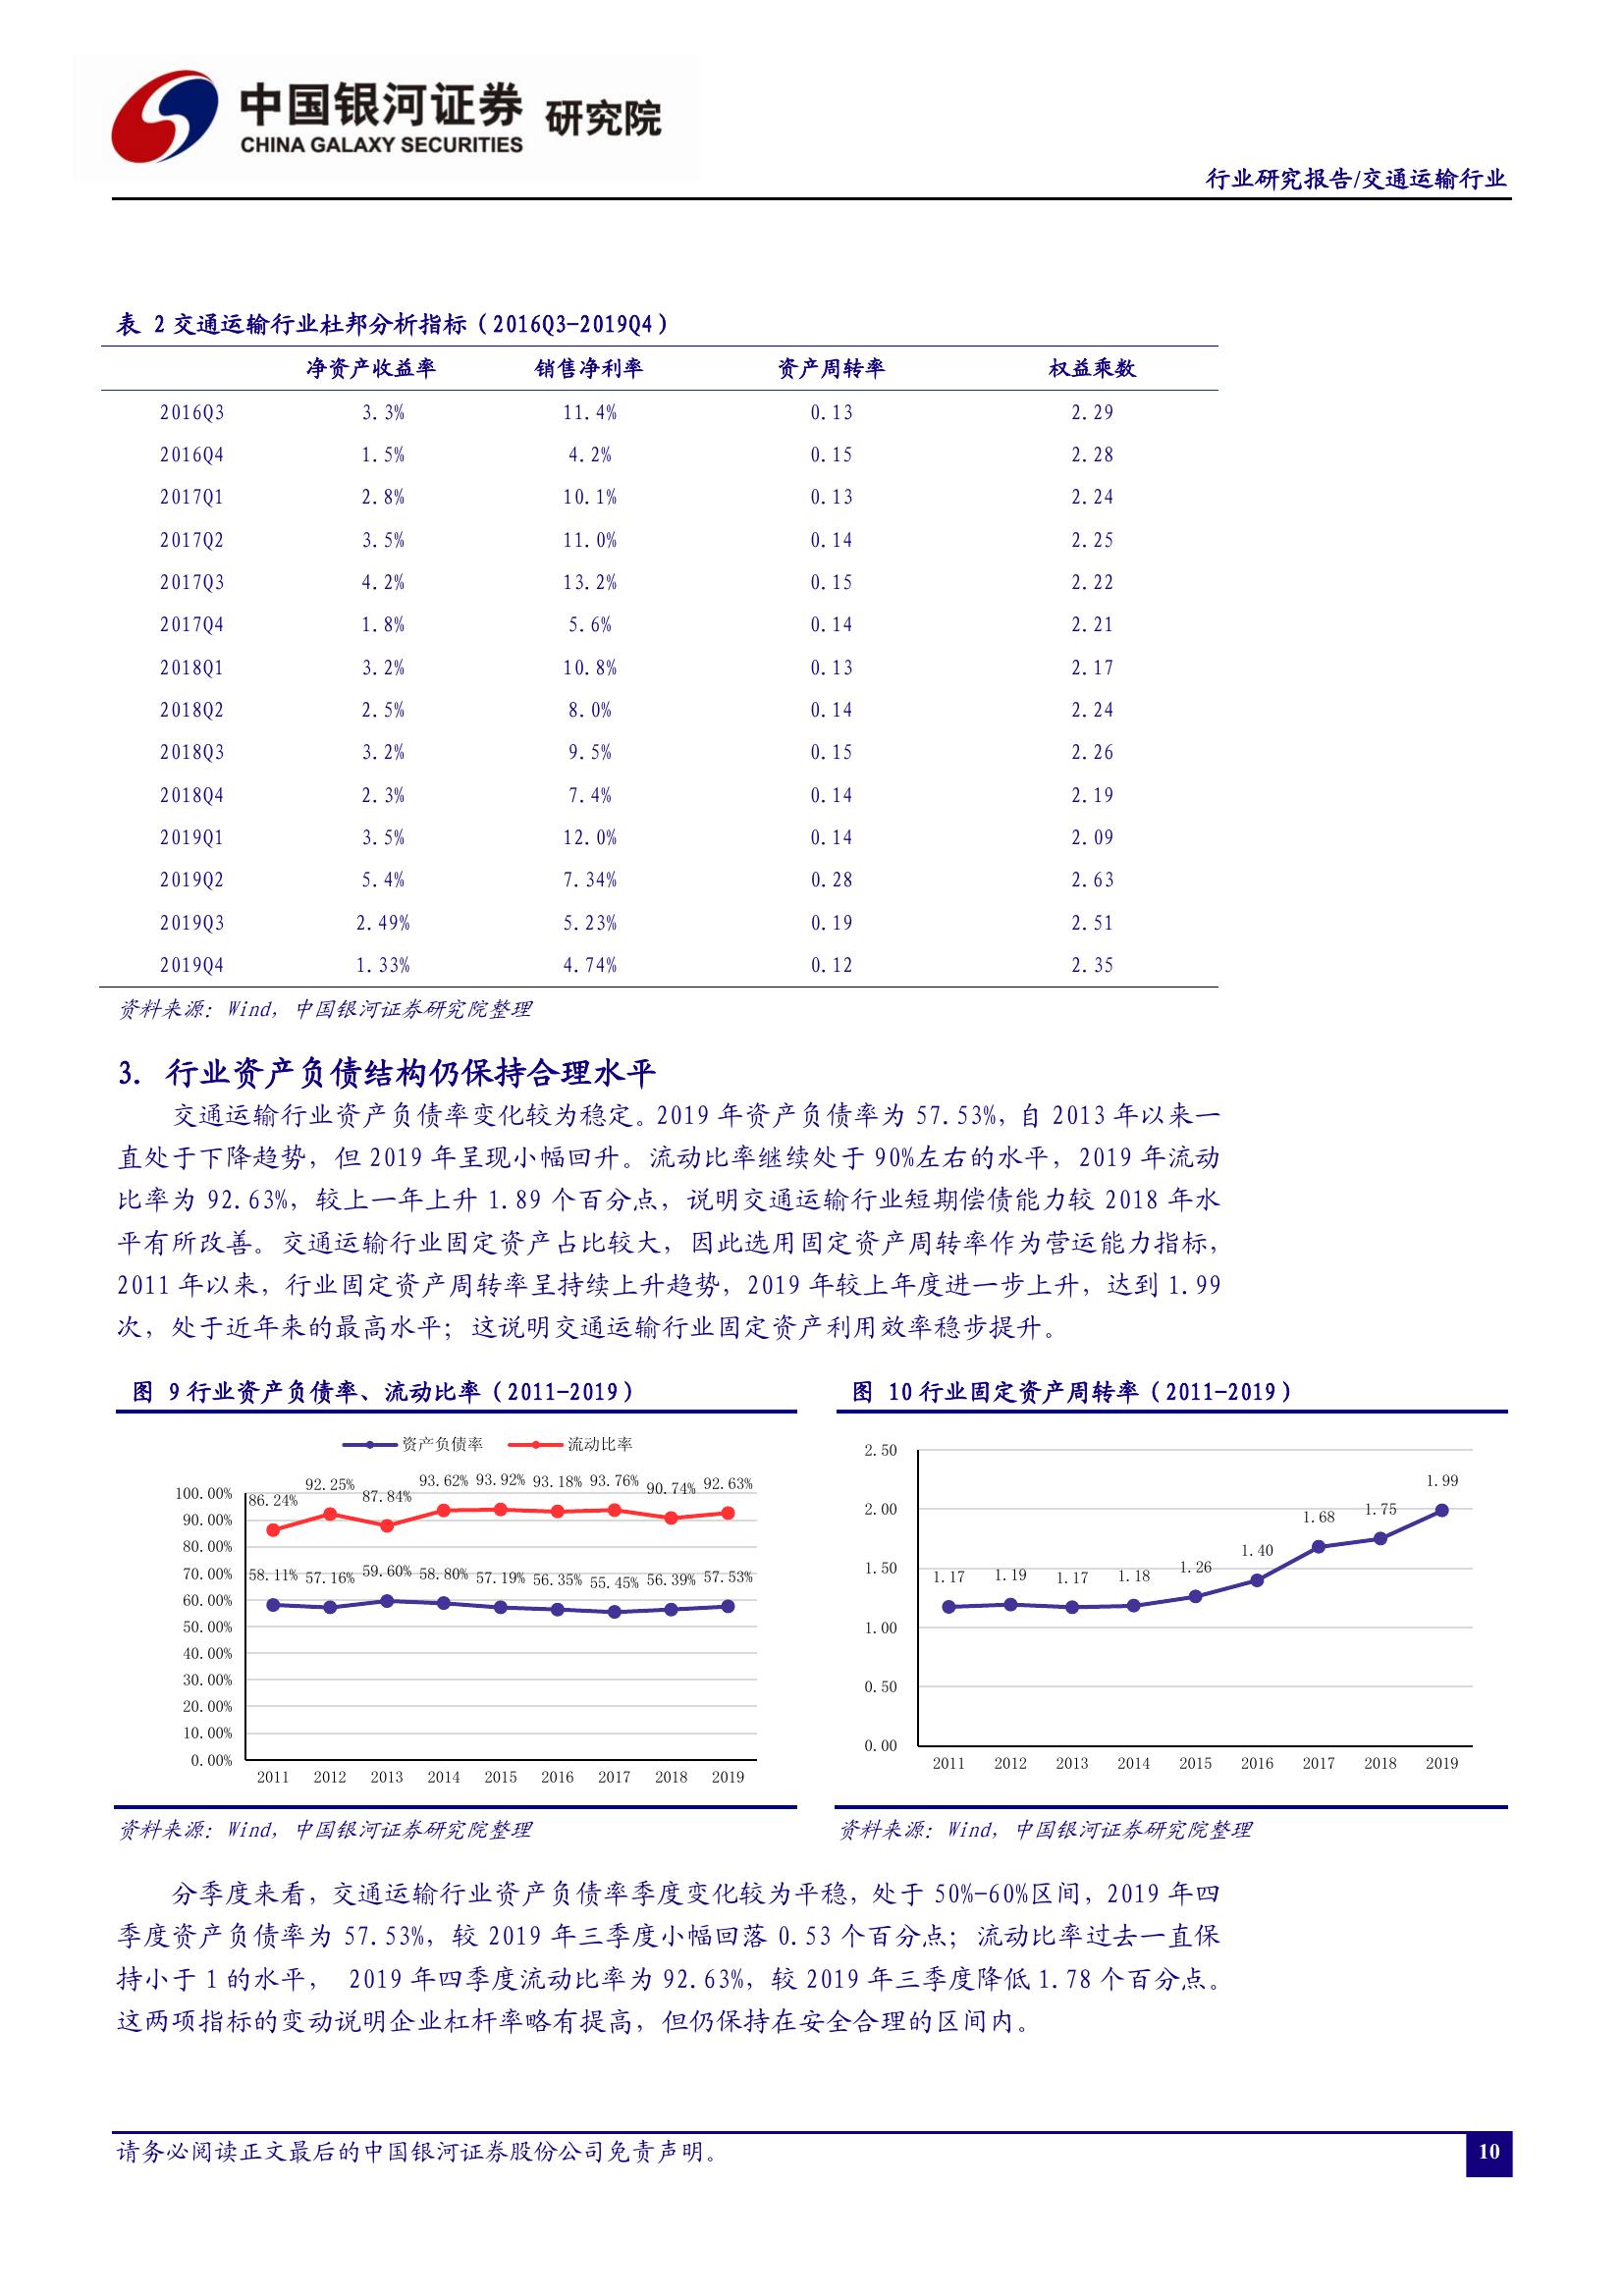 中国银河证券 研究院
CHINA GALAXY SECURITIES
行业研究报告/交通运输行业
表 2 交通运输行业杜邦分析指标（2016Q3-2019Q4）
净资产收益率 销售净利率 资产周转率 权益乘数
2016Q3 3.3% 11.4% 0.13 2.29
2016Q4 1.5% 4.2% 0.15 2.28
2017Q1 2.8% 10.1% 0.13 2.24
2017Q2 3.5% 11.0% 0.14 2.25
2017Q3 4.2% 13.2% 0.15 2.22
2017Q4 1.8% 5.6% 0.14 2.21
2018Q1 3.2% 10.8% 0.13 2.17
2018Q2 2.5% 8.0% 0.14 2.24
2018Q3 3.2% 9.5% 0.15 2.26
2018Q4 2.3% 7.4% 0.14 2.19
2019Q1 3.5% 12.0% 0.14 2.09
2019Q2 5.4% 7.34% 0.28 2.63
2019Q3 2.49% 5.23% 0.19 2.51
2019Q4 1.33% 4.74% 0.12 2.35
资料来源：Wind，中国银河证券研究院整理
3. 行业资产负债结构仍保持合理水平
交通运输行业资产负债率变化较为稳定。2019 年资产负债率为 57.53%，自 2013 年以来一
直处于下降趋势，但 2019 年呈现小幅回升。流动比率继续处于 90%左右的水平，2019 年流动
比率为 92.63%，较上一年上升 1.89 个百分点，说明交通运输行业短期偿债能力较 2018 年水
平有所改善。交通运输行业固定资产占比较大，因此选用固定资产周转率作为营运能力指标，
2011 年以来，行业固定资产周转率呈持续上升趋势，2019 年较上年度进一步上升，达到 1.99
次，处于近年来的最高水平；这说明交通运输行业固定资产利用效率稳步提升。
图 9 行业资产负债率、流动比率（2011-2019）
资产负债率 流动比率
100.00%
90.00%
80.00%
70.00%
60.00%
50.00%
40.00%
30.00%
20.00%
10.00%
0.00%
86.24% 92.25% 87.84% 93.62% 93.92% 93.18% 93.76% 90.74% 92.63%
58.11% 57.16% 59.60% 58.80% 57.19% 56.35% 55.45% 56.39% 57.53%
2011 2012 2013 2014 2015 2016 2017 2018 2019
资料来源：Wind，中国银河证券研究院整理
图 10 行业固定资产周转率（2011-2019）
2.50
2.00
1.50
1.00
0.50
0.00
1.17 1.19 1.17 1.18 1.26 1.40 1.68 1.75 1.99
2011 2012 2013 2014 2015 2016 2017 2018 2019
资料来源：Wind，中国银河证券研究院整理
分季度来看，交通运输行业资产负债率季度变化较为平稳，处于 50%-60%区间，2019 年四
季度资产负债率为 57.53%，较 2019 年三季度小幅回落 0.53 个百分点；流动比率过去一直保
持小于 1 的水平， 2019 年四季度流动比率为 92.63%，较 2019 年三季度降低 1.78 个百分点。
这两项指标的变动说明企业杠杆率略有提高，但仍保持在安全合理的区间内。
请务必阅读正文最后的中国银河证券股份公司免责声明。
10